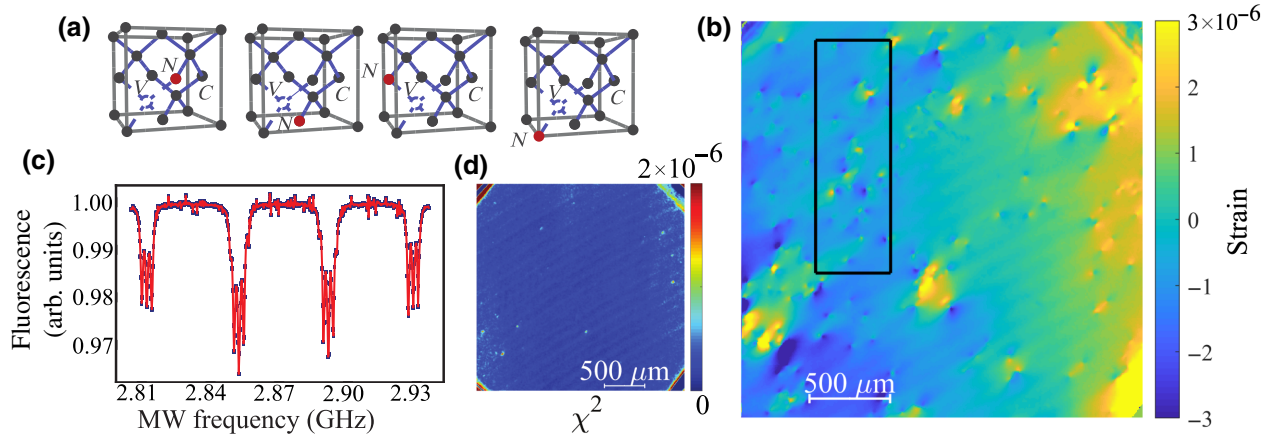 (a)
N
V
C
N
V
C
N
V
C
N
V
C
(b)
3×10⁻⁶
2
1
0
−1
−2
−3
Strain
500 μm
(c)
1.00
0.99
0.98
0.97
Fluorescence
(arb. units)
2.81 2.84 2.87 2.90 2.93
MW frequency (GHz)
(d)
2×10⁻⁶
0
500 μm
χ²